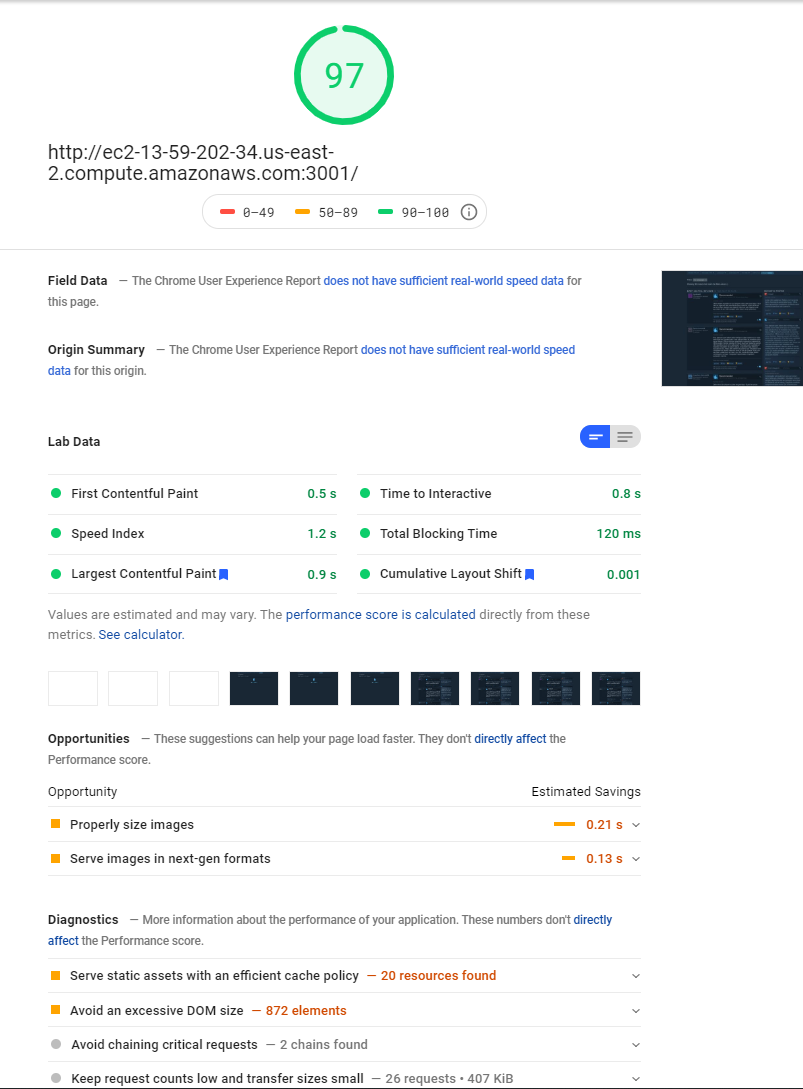 97
http://ec2-13-59-202-34.us-east-
2.compute.amazonaws.com:3001/
0–49 50–89 90–100
Field Data — The Chrome User Experience Report does not have sufficient real-world speed data for
this page.
Origin Summary — The Chrome User Experience Report does not have sufficient real-world speed
data for this origin.
Lab Data
First Contentful Paint 0.5 s Time to Interactive 0.8 s
Speed Index 1.2 s Total Blocking Time 120 ms
Largest Contentful Paint 0.9 s Cumulative Layout Shift 0.001
Values are estimated and may vary. The performance score is calculated directly from these
metrics. See calculator.
Opportunities — These suggestions can help your page load faster. They don't directly affect the
Performance score.
Opportunity Estimated Savings
Properly size images 0.21 s
Serve images in next-gen formats 0.13 s
Diagnostics — More information about the performance of your application. These numbers don't directly
affect the Performance score.
Serve static assets with an efficient cache policy — 20 resources found
Avoid an excessive DOM size — 872 elements
Avoid chaining critical requests — 2 chains found
Keep request counts low and transfer sizes small — 26 requests • 407 KiB